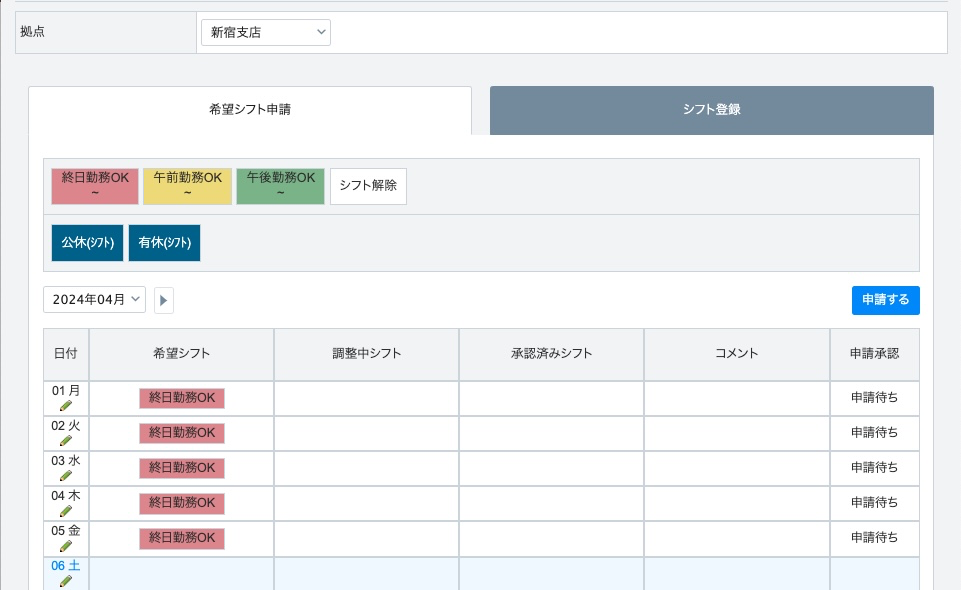 拠点
新宿支店
希望シフト申請
シフト登録
終日勤務OK
~
午前勤務OK
~
午後勤務OK
~
シフト解除
公休(ｼﾌﾄ)
有休(ｼﾌﾄ)
2024年04月
申請する
日付 希望シフト 調整中シフト 承認済みシフト コメント 申請承認
01 月 終日勤務OK 申請待ち
02 火 終日勤務OK 申請待ち
03 水 終日勤務OK 申請待ち
04 木 終日勤務OK 申請待ち
05 金 終日勤務OK 申請待ち
06 土